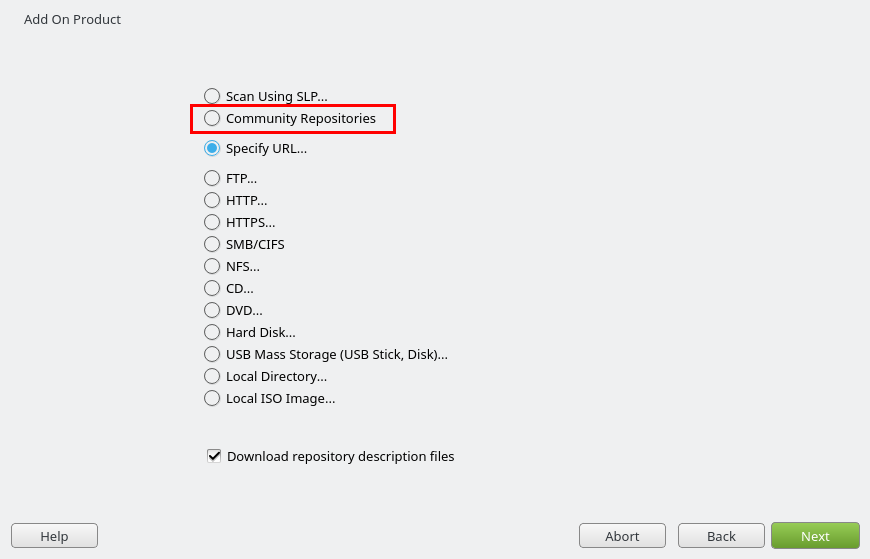 Add On Product
Scan Using SLP...
Community Repositories
Specify URL...
FTP...
HTTP...
HTTPS...
SMB/CIFS
NFS...
CD...
DVD...
Hard Disk...
USB Mass Storage (USB Stick, Disk)...
Local Directory...
Local ISO Image...
Download repository description files
Help
Abort
Back
Next